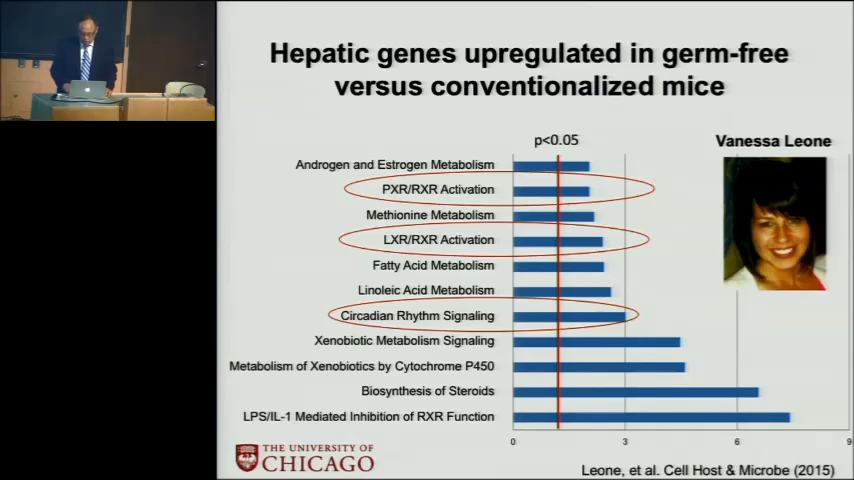 Hepatic genes upregulated in germ-free
versus conventionalized mice
p<0.05
Vanessa Leone
Androgen and Estrogen Metabolism
PXR/RXR Activation
Methionine Metabolism
LXR/RXR Activation
Fatty Acid Metabolism
Linoleic Acid Metabolism
Circadian Rhythm Signaling
Xenobiotic Metabolism Signaling
Metabolism of Xenobiotics by Cytochrome P450
Biosynthesis of Steroids
LPS/IL-1 Mediated Inhibition of RXR Function
0 3 6 9
THE UNIVERSITY OF
CHICAGO
Leone, et al. Cell Host & Microbe (2015)